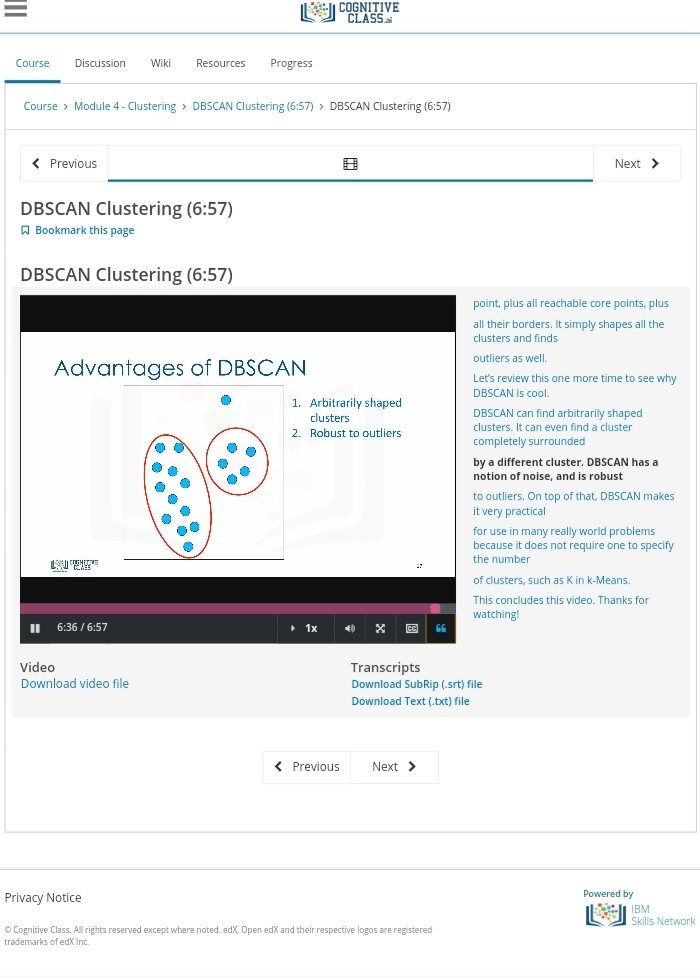 COGNITIVE
CLASS.ai
Course
Discussion
Wiki
Resources
Progress
Course > Module 4 - Clustering > DBSCAN Clustering (6:57) > DBSCAN Clustering (6:57)
Previous
Next
DBSCAN Clustering (6:57)
Bookmark this page
DBSCAN Clustering (6:57)
Advantages of DBSCAN
1. Arbitrarily shaped
clusters
2. Robust to outliers
COGNITIVE
CLASS
17
6:36 / 6:57
1x
CC
point, plus all reachable core points, plus
all their borders. It simply shapes all the
clusters and finds
outliers as well.
Let's review this one more time to see why
DBSCAN is cool.
DBSCAN can find arbitrarily shaped
clusters. It can even find a cluster
completely surrounded
by a different cluster. DBSCAN has a
notion of noise, and is robust
to outliers. On top of that, DBSCAN makes
it very practical
for use in many really world problems
because it does not require one to specify
the number
of clusters, such as K in k-Means.
This concludes this video. Thanks for
watching!
Video
Download video file
Transcripts
Download SubRip (.srt) file
Download Text (.txt) file
Previous
Next
Privacy Notice
© Cognitive Class. All rights reserved except where noted. edX, Open edX and their respective logos are registered
trademarks of edX Inc.
Powered by
IBM
Skills Network